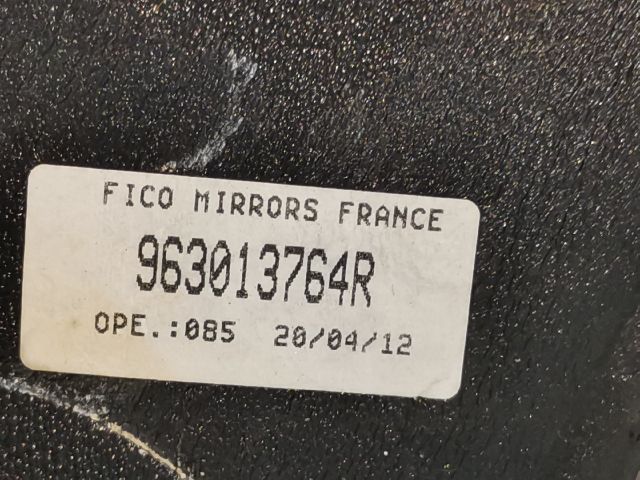 FICO MIRRORS FRANCE
963013764R
OPE.:085 20/04/12